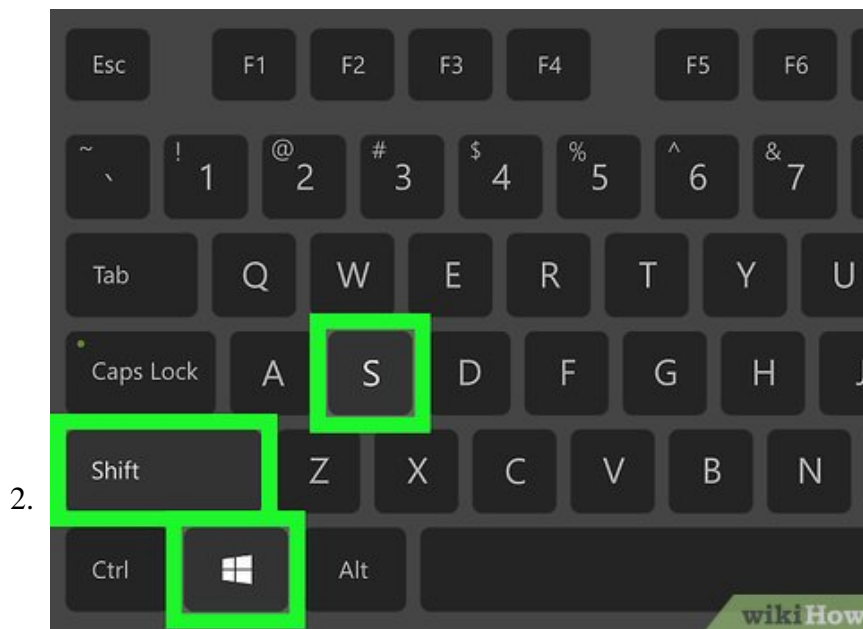 Esc F1 F2 F3 F4 F5 F6
~ ` ! 1 @ 2 # 3 $ 4 % 5 ^ 6 & 7
Tab Q W E R T Y U
Caps Lock A S D F G H
Shift Z X C V B N
2.
Ctrl Alt
wikiHow